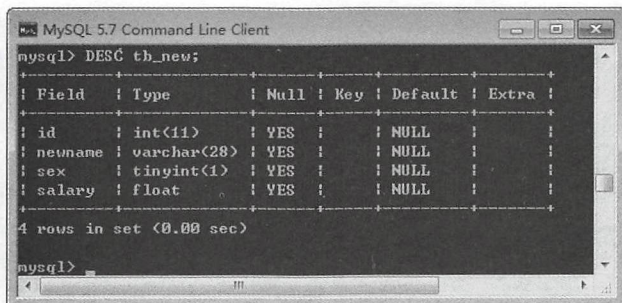 MySQL 5.7 Command Line Client
mysql> DESC tb_new;
+---------+-------------+------+-----+---------+-------+
| Field | Type | Null | Key | Default | Extra |
+---------+-------------+------+-----+---------+-------+
| id | int(11) | YES | | NULL | |
| newname | varchar(28) | YES | | NULL | |
| sex | tinyint(1) | YES | | NULL | |
| salary | float | YES | | NULL | |
+---------+-------------+------+-----+---------+-------+
4 rows in set (0.00 sec)
mysql> _